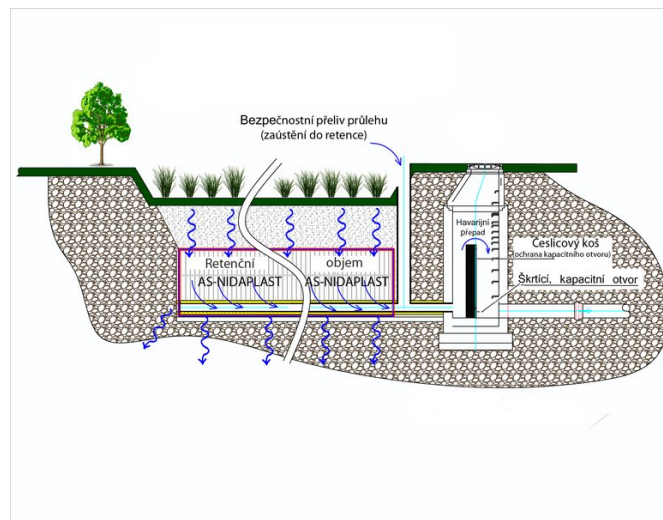 Bezpečnostní přeliv průlehu
(zaústění do retence)
Havarijní
přepad
Ceslicový koš
(ochrana kapacitního otvoru)
Škrtící, kapacitní otvor
Retenční objem
AS-NIDAPLAST AS-NIDAPLAST